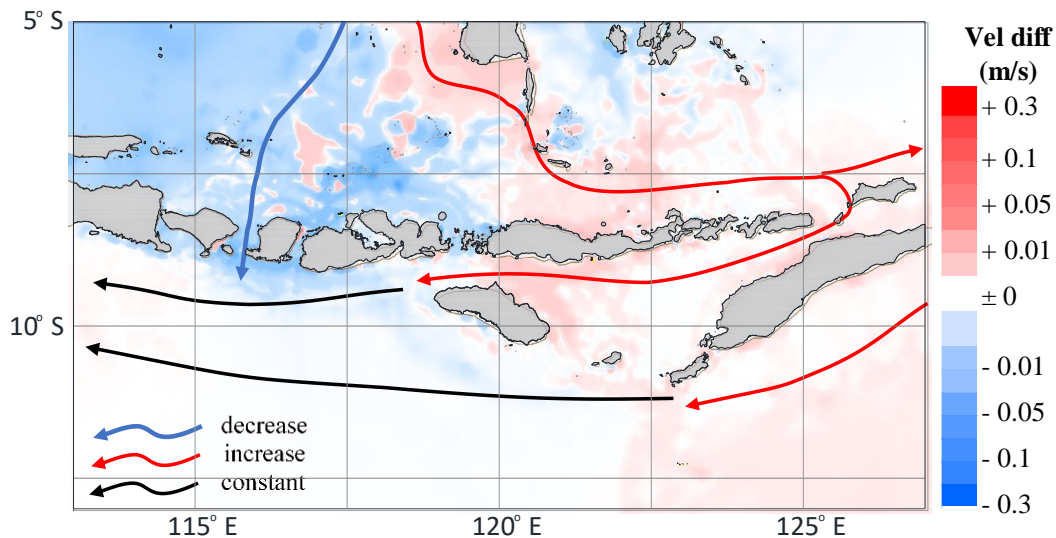 5° S
10° S
115° E
120° E
125° E
decrease
increase
constant
Vel diff
(m/s)
+ 0.3
+ 0.1
+ 0.05
+ 0.01
± 0
- 0.01
- 0.05
- 0.1
- 0.3